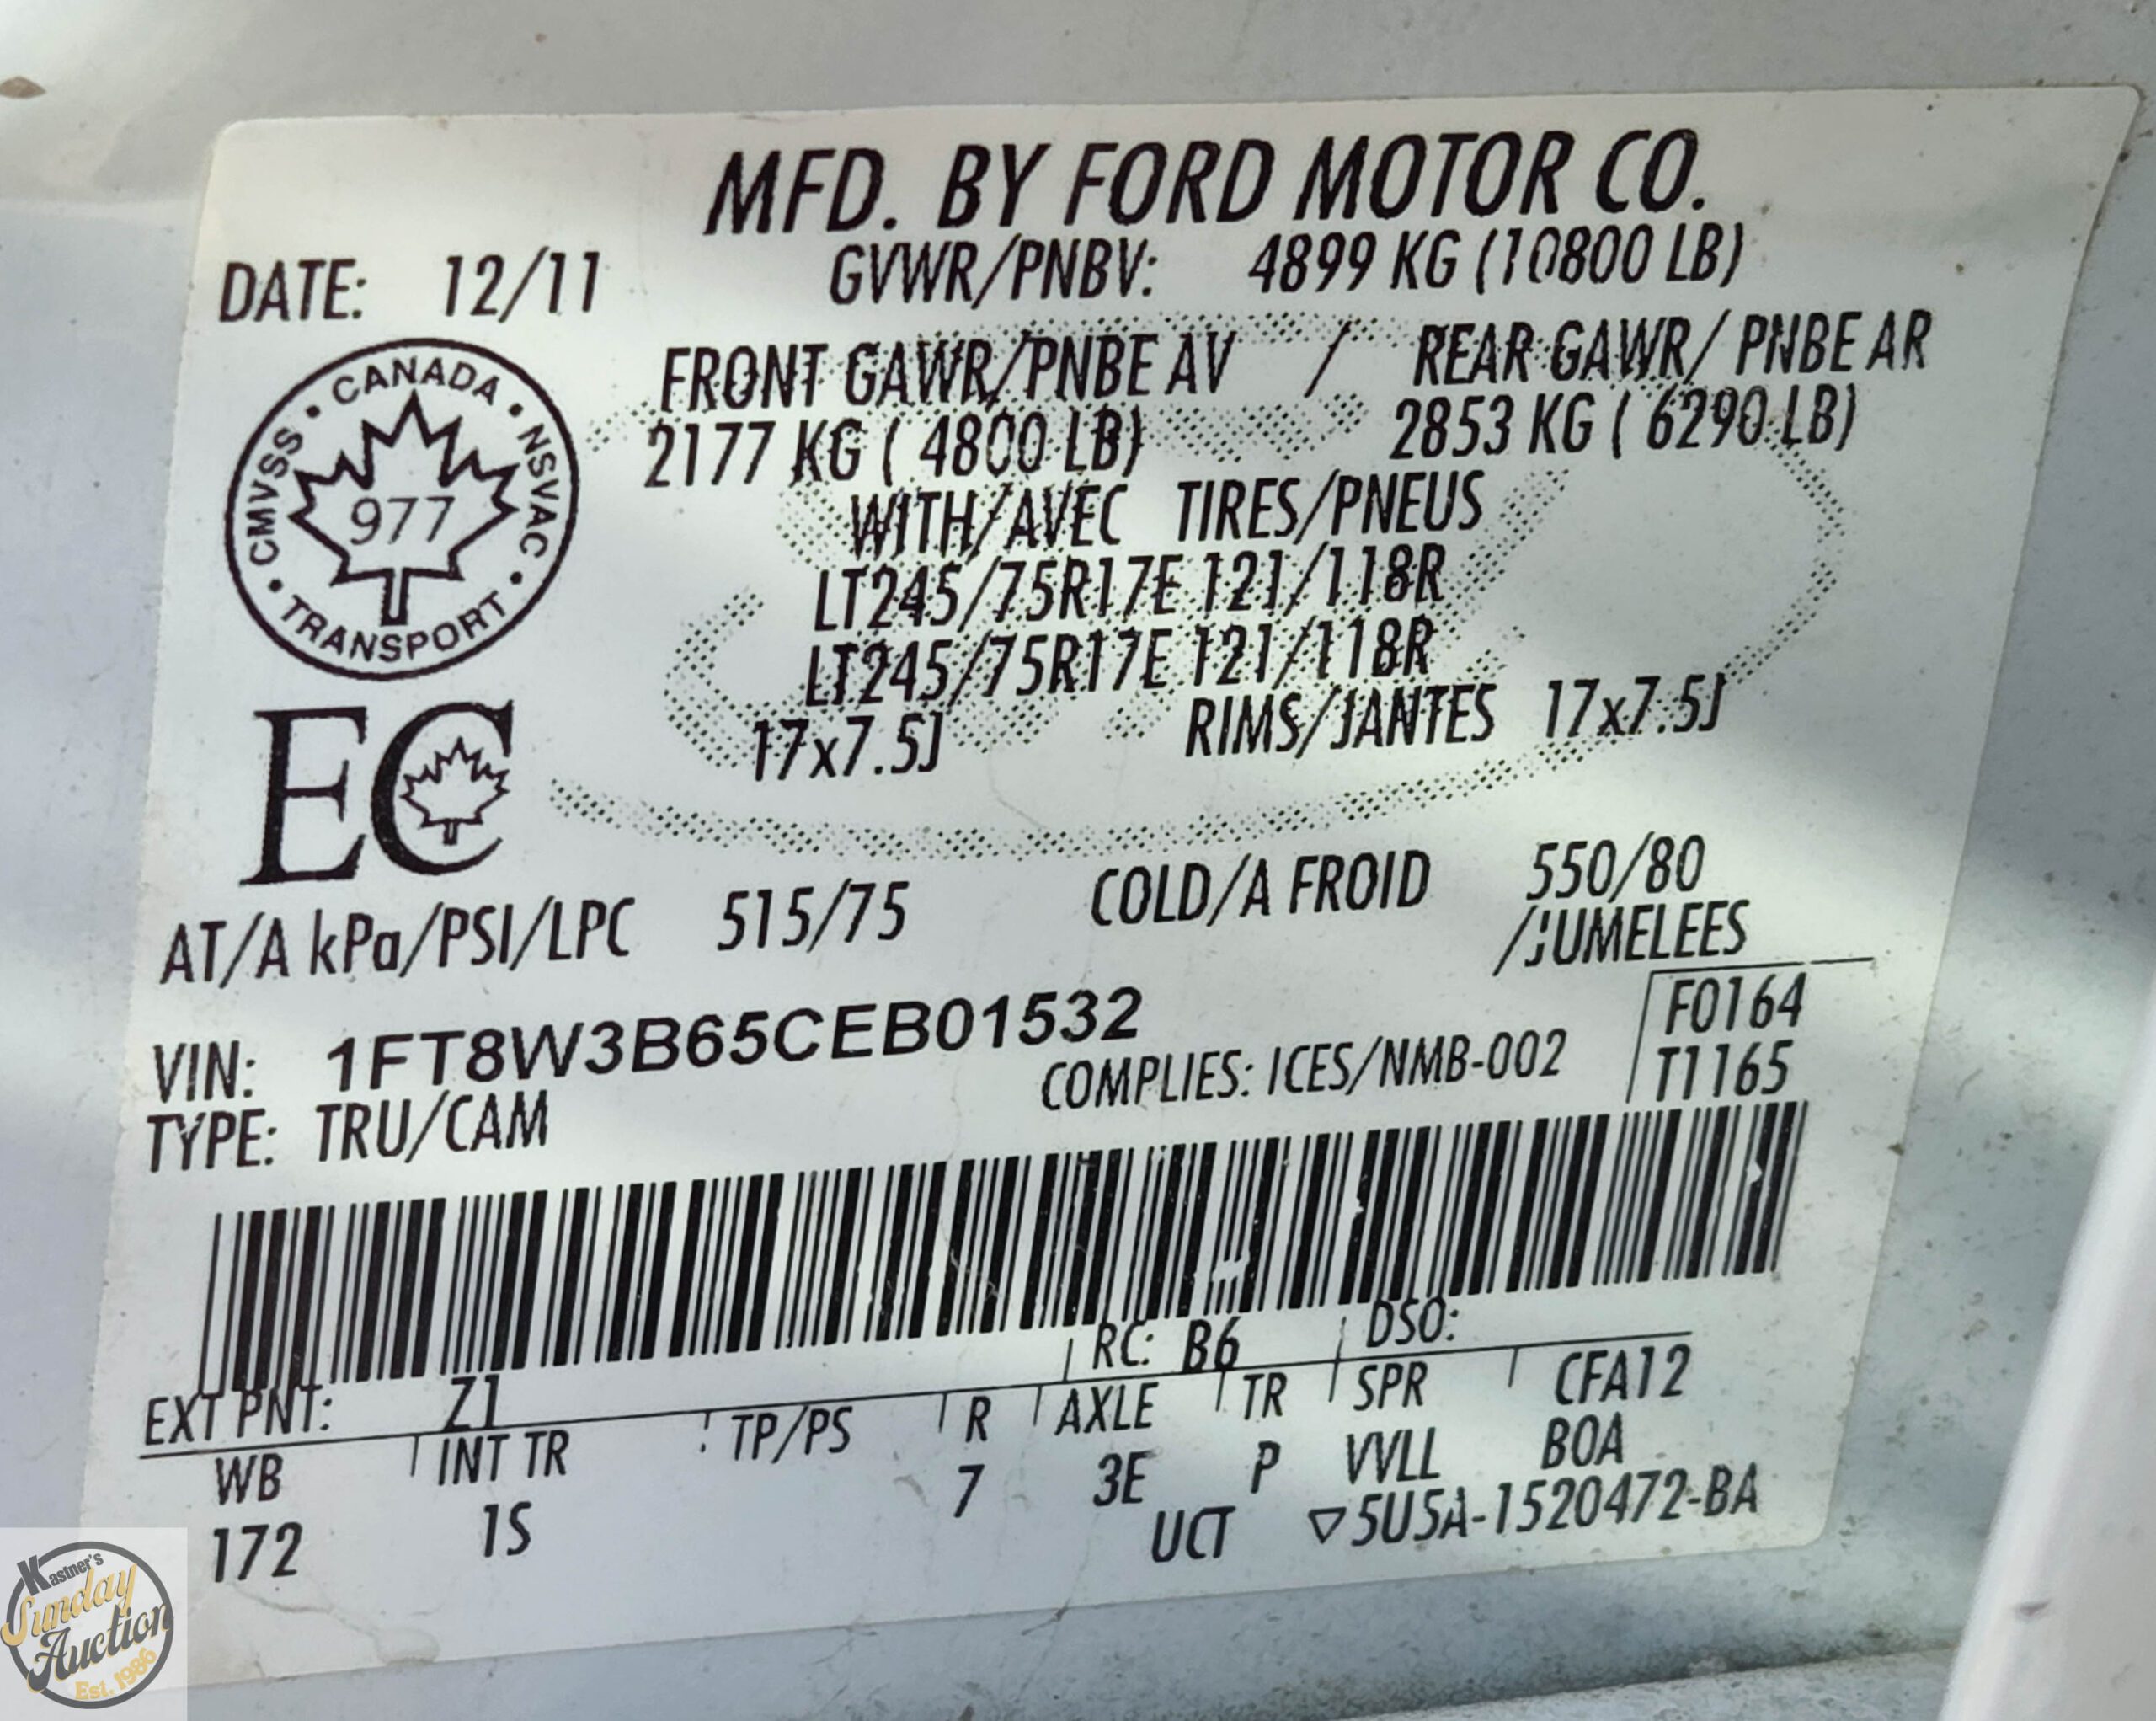 MFD. BY FORD MOTOR CO.
DATE: 12/11 GVWR/PNBV: 4899 KG (10800 LB)
FRONT GAWR/PNBE AV / REAR GAWR/ PNBE AR
2177 KG ( 4800 LB) 2853 KG ( 6290 LB)
WITH/AVEC TIRES/PNEUS
LT245/75R17E 121/118R
LT245/75R17E 121/118R
17x7.5J RIMS/JANTES 17x7.5J
CANADA • NSVAC • TRANSPORT • CMVSS •
977
EC
AT/A kPa/PSI/LPC 515/75 COLD/A FROID 550/80
/JUMELEES
VIN: 1FT8W3B65CEB01532
F0164
TYPE: TRU/CAM COMPLIES: ICES/NMB-002 T1165
RC: B6 DSO:
EXT PNT: Z1
WB INT TR TP/PS R AXLE TR SPR CFA12
172 1S 7 3E P VVLL BOA
UCT ▽5U5A-1520472-BA
Kastner's
Sunday
Auction
Est. 1986